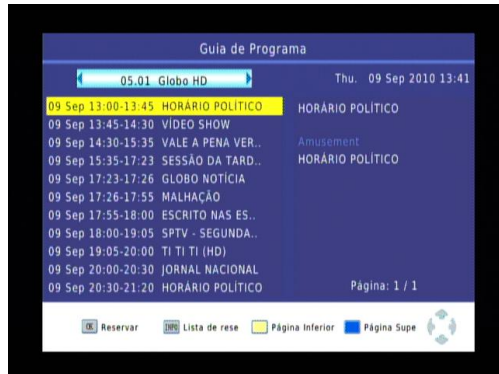 Guia de Programa
05.01 Globo HD
Thu. 09 Sep 2010 13:41
09 Sep 13:00-13:45 HORÁRIO POLÍTICO
09 Sep 13:45-14:30 VÍDEO SHOW
09 Sep 14:30-15:35 VALE A PENA VER..
09 Sep 15:35-17:23 SESSÃO DA TARD..
09 Sep 17:23-17:26 GLOBO NOTÍCIA
09 Sep 17:26-17:55 MALHAÇÃO
09 Sep 17:55-18:00 ESCRITO NAS ES..
09 Sep 18:00-19:05 SPTV - SEGUNDA..
09 Sep 19:05-20:00 TI TI TI (HD)
09 Sep 20:00-20:30 JORNAL NACIONAL
09 Sep 20:30-21:20 HORÁRIO POLÍTICO
HORÁRIO POLÍTICO
Amusement
HORÁRIO POLÍTICO
Página: 1 / 1
OK Reservar INFO Lista de rese Página Inferior Página Supe